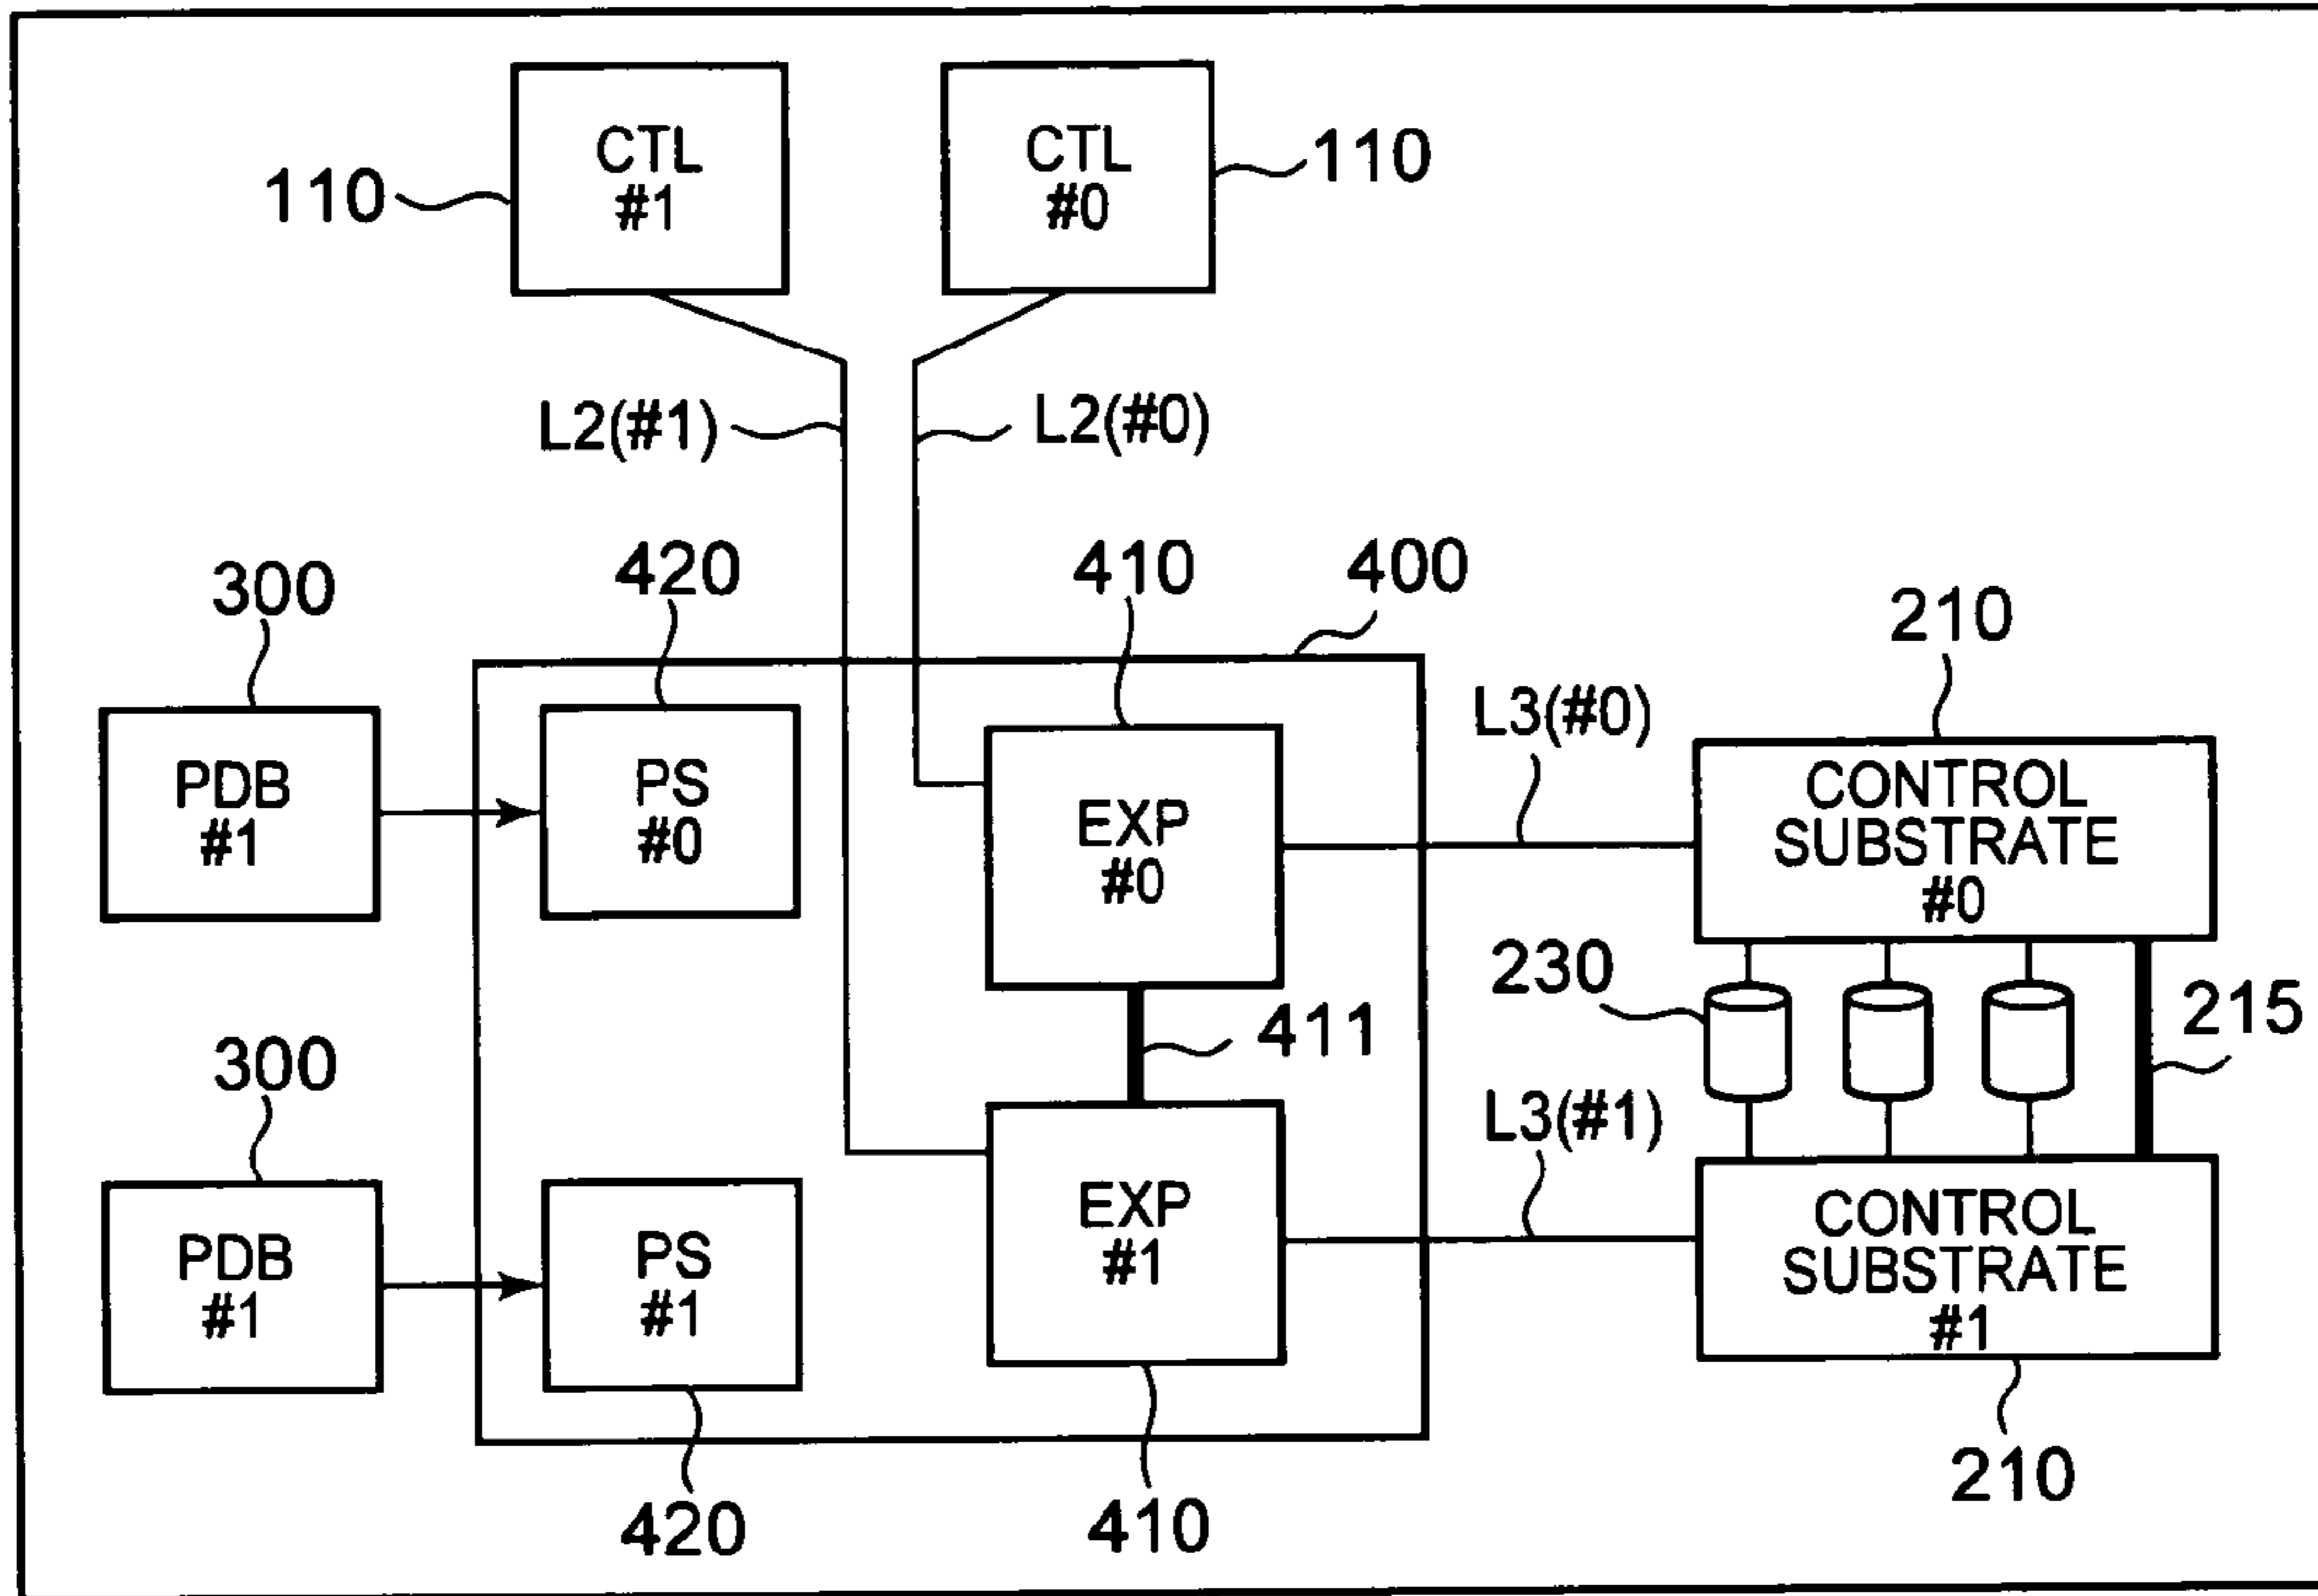 CTL
#1
CTL
#0
110
110
L2(#1)
L2(#0)
300
420
410
400
210
L3(#0)
PDB
#1
PS
#0
EXP
#0
CONTROL
SUBSTRATE
#0
230
215
411
300
L3(#1)
PDB
#1
PS
#1
EXP
#1
CONTROL
SUBSTRATE
#1
420
410
210